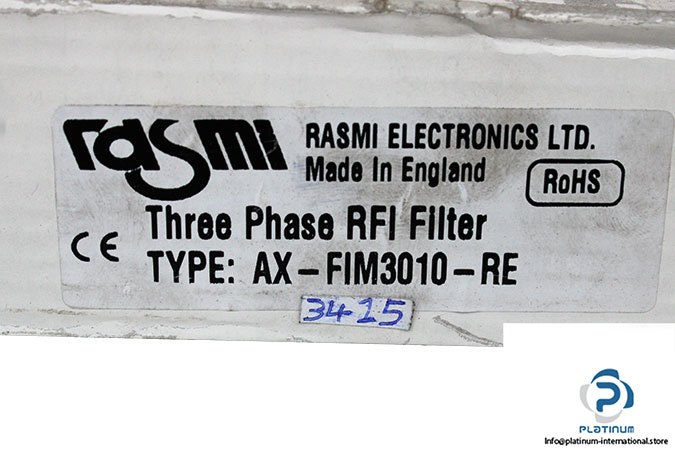 rasmi
RASMI ELECTRONICS LTD.
Made In England
RoHS
Three Phase RFI Filter
CE
TYPE: AX-FIM3010-RE
3415
PLATINUM
Info@platinum-international.store